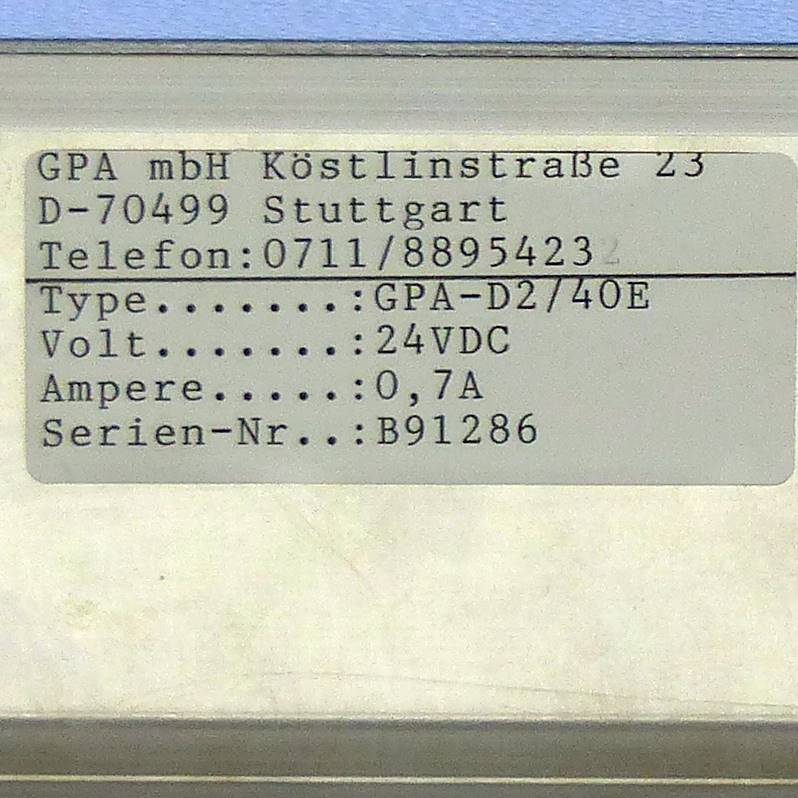 GPA mbH Köstlinstraße 23
D-70499 Stuttgart
Telefon:0711/88954232
Type.......:GPA-D2/40E
Volt.......:24VDC
Ampere.....:0,7A
Serien-Nr..:B91286